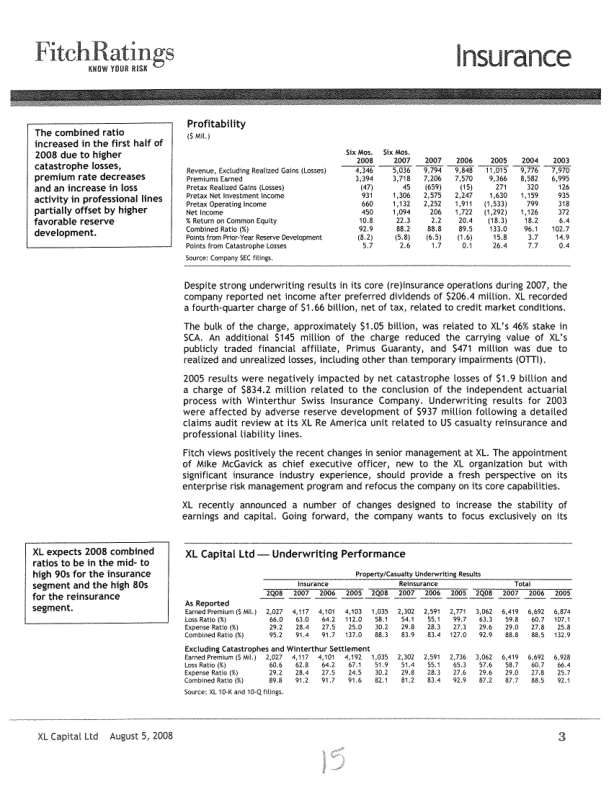 FitchRatings
KNOW YOUR RISK
Insurance
The combined ratio
increased in the first half of
2008 due to higher
catastrophe losses,
premium rate decreases
and an increase in loss
activity in professional lines
partially offset by higher
favorable reserve
development.
Profitability
($ Mil.)
Six Mos. 2008 Six Mos. 2007 2007 2006 2005 2004 2003
Revenue, Excluding Realized Gains (Losses) 4,346 5,036 9,794 9,848 11,015 9,776 7,970
Premiums Earned 3,394 3,718 7,206 7,570 9,366 8,582 6,995
Pretax Realized Gains (Losses) (47) 45 (659) (15) 271 320 126
Pretax Net Investment Income 931 1,306 2,575 2,247 1,630 1,159 935
Pretax Operating Income 660 1,132 2,252 1,911 (1,533) 799 318
Net Income 450 1,094 206 1,722 (1,292) 1,126 372
% Return on Common Equity 10.8 22.3 2.2 20.4 (18.3) 18.2 6.4
Combined Ratio (%) 92.9 88.2 88.8 89.5 133.0 96.1 102.7
Points from Prior-Year Reserve Development (8.2) (5.8) (6.5) (1.6) 15.8 3.7 14.9
Points from Catastrophe Losses 5.7 2.6 1.7 0.1 26.4 7.7 0.4
Source: Company SEC filings.
Despite strong underwriting results in its core (re)insurance operations during 2007, the
company reported net income after preferred dividends of $206.4 million. XL recorded
a fourth-quarter charge of $1.66 billion, net of tax, related to credit market conditions.
The bulk of the charge, approximately $1.05 billion, was related to XL's 46% stake in
SCA. An additional $145 million of the charge reduced the carrying value of XL's
publicly traded financial affiliate, Primus Guaranty, and $471 million was due to
realized and unrealized losses, including other than temporary impairments (OTTI).
2005 results were negatively impacted by net catastrophe losses of $1.9 billion and
a charge of $834.2 million related to the conclusion of the independent actuarial
process with Winterthur Swiss Insurance Company. Underwriting results for 2003
were affected by adverse reserve development of $937 million following a detailed
claims audit review at its XL Re America unit related to US casualty reinsurance and
professional liability lines.
Fitch views positively the recent changes in senior management at XL. The appointment
of Mike McGavick as chief executive officer, new to the XL organization but with
significant insurance industry experience, should provide a fresh perspective on its
enterprise risk management program and refocus the company on its core capabilities.
XL recently announced a number of changes designed to increase the stability of
earnings and capital. Going forward, the company wants to focus exclusively on its
XL expects 2008 combined
ratios to be in the mid- to
high 90s for the insurance
segment and the high 80s
for the reinsurance
segment.
XL Capital Ltd — Underwriting Performance
Property/Casualty Underwriting Results
Insurance Reinsurance Total
2Q08 2007 2006 2005 2Q08 2007 2006 2005 2Q08 2007 2006 2005
As Reported
Earned Premium ($ Mil.) 2,027 4,117 4,101 4,103 1,035 2,302 2,591 2,771 3,062 6,419 6,692 6,874
Loss Ratio (%) 66.0 63.0 64.2 112.0 58.1 54.1 55.1 99.7 63.3 59.8 60.7 107.1
Expense Ratio (%) 29.2 28.4 27.5 25.0 30.2 29.8 28.3 27.3 29.6 29.0 27.8 25.8
Combined Ratio (%) 95.2 91.4 91.7 137.0 88.3 83.9 83.4 127.0 92.9 88.8 88.5 132.9
Excluding Catastrophes and Winterthur Settlement
Earned Premium ($ Mil.) 2,027 4,117 4,101 4,192 1,035 2,302 2,591 2,736 3,062 6,419 6,692 6,928
Loss Ratio (%) 60.6 62.8 64.2 67.1 51.9 51.4 55.1 65.3 57.6 58.7 60.7 66.4
Expense Ratio (%) 29.2 28.4 27.5 24.5 30.2 29.8 28.3 27.6 29.6 29.0 27.8 25.7
Combined Ratio (%) 89.8 91.2 91.7 91.6 82.1 81.2 83.4 92.9 87.2 87.7 88.5 92.1
Source: XL 10-K and 10-Q filings.
XL Capital Ltd August 5, 2008
3
15